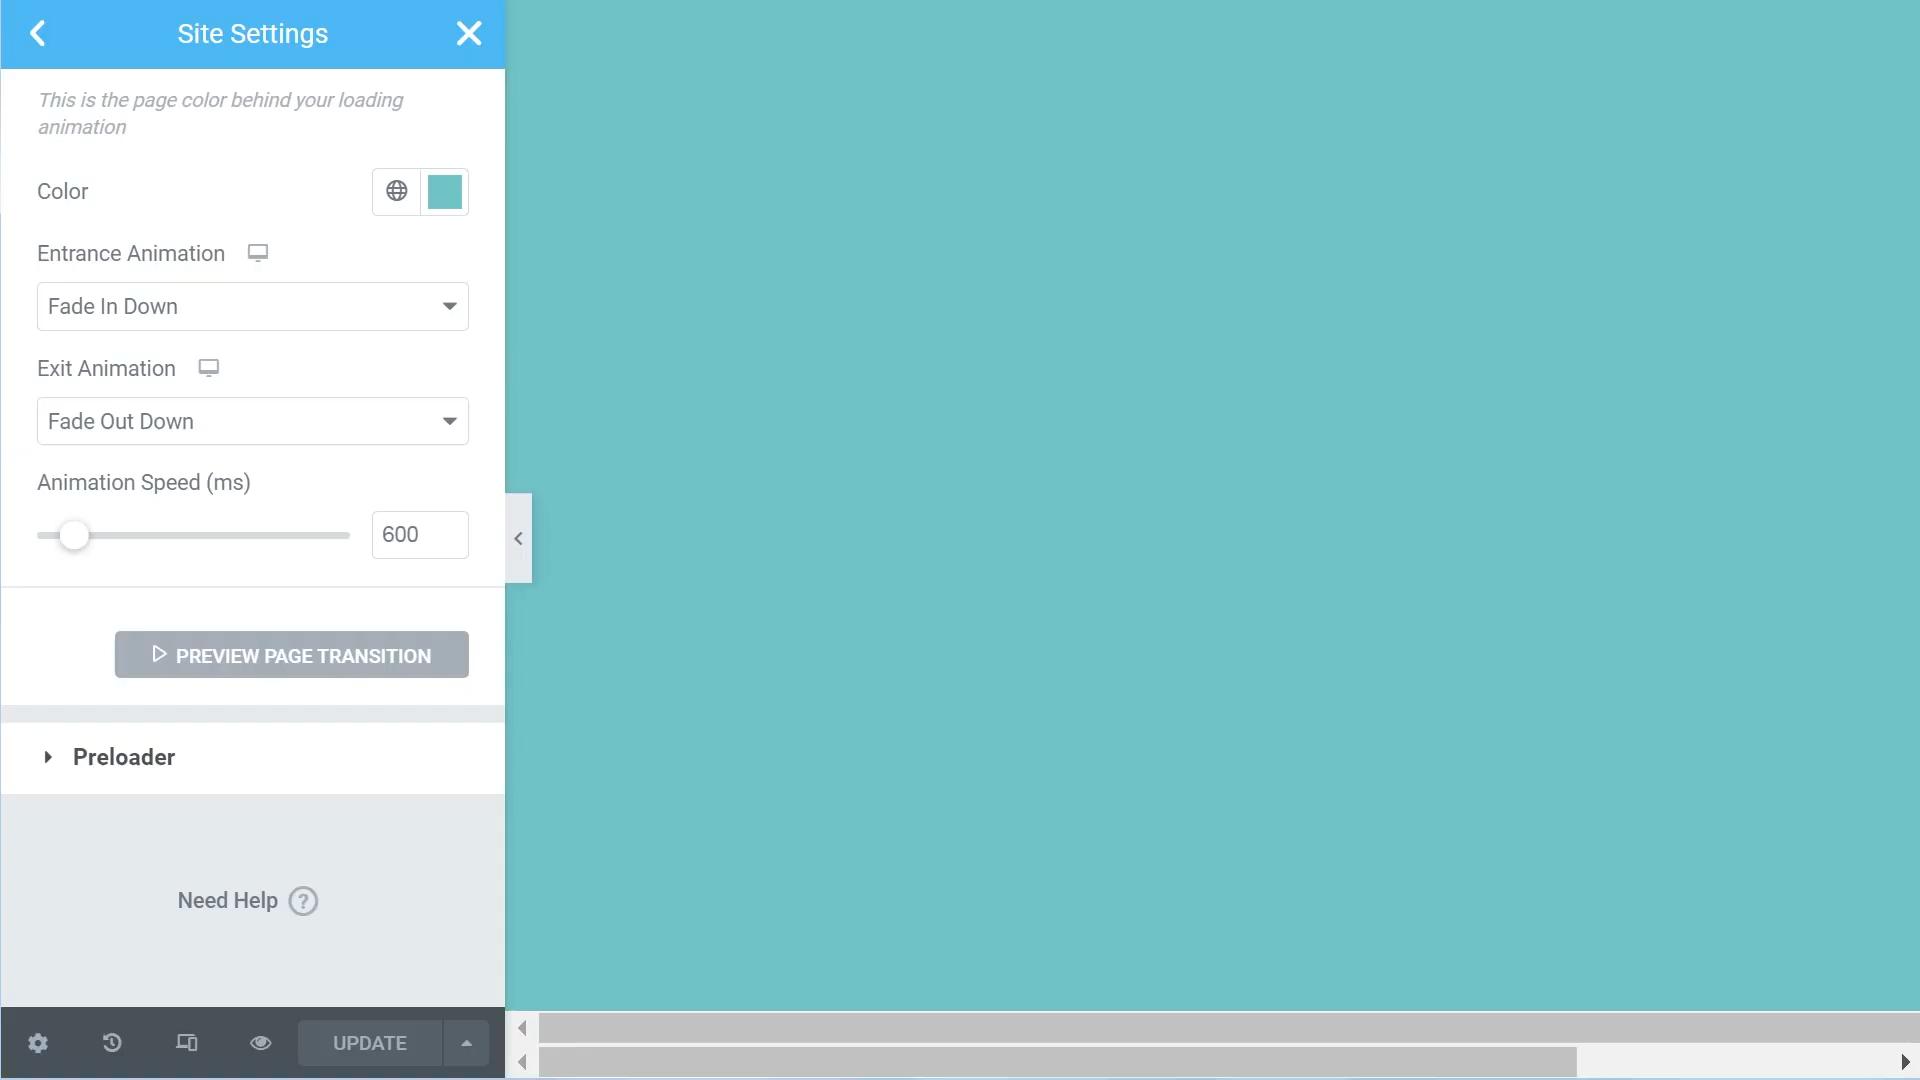 Site Settings
This is the page color behind your loading
animation
Color
Entrance Animation
Fade In Down
Exit Animation
Fade Out Down
Animation Speed (ms)
600
PREVIEW PAGE TRANSITION
Preloader
Need Help ?
UPDATE